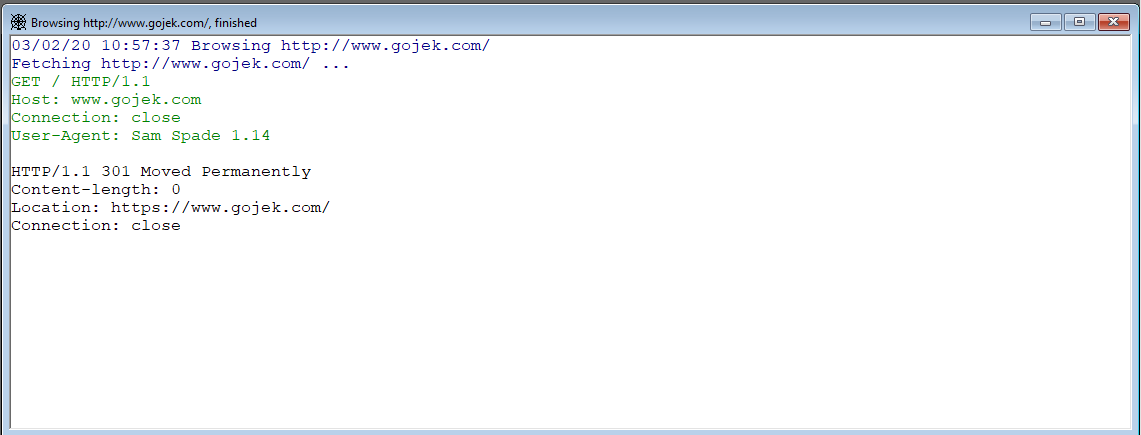 Browsing http://www.gojek.com/, finished
03/02/20 10:57:37 Browsing http://www.gojek.com/
Fetching http://www.gojek.com/ ...
GET / HTTP/1.1
Host: www.gojek.com
Connection: close
User-Agent: Sam Spade 1.14
HTTP/1.1 301 Moved Permanently
Content-length: 0
Location: https://www.gojek.com/
Connection: close